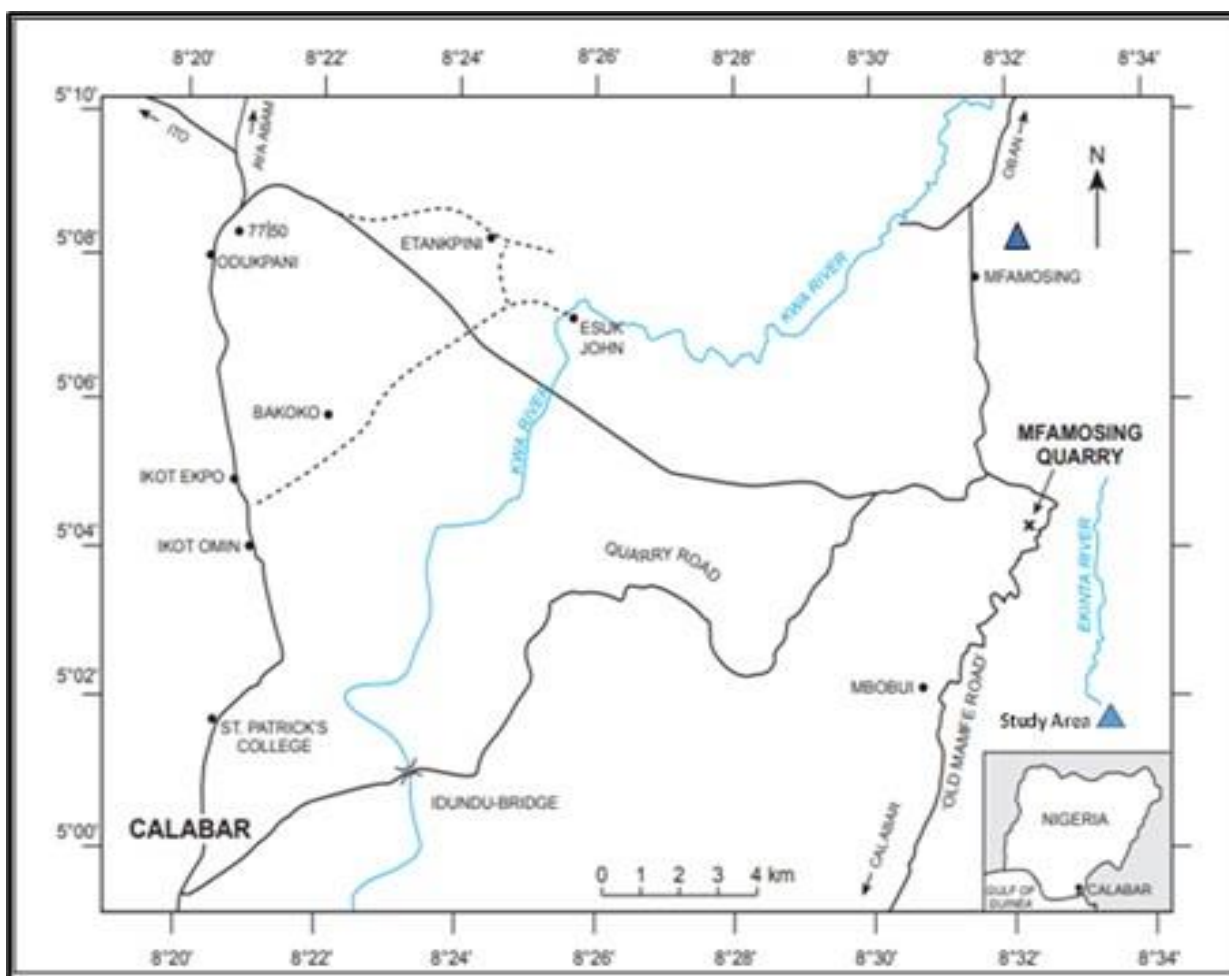 8°20'
8°22'
8°24'
8°26'
8°28'
8°30'
8°32'
8°34'
5°10'
ITO
AYA ABAM
OBAN
N
77|50
ETANKPINI
5°08'
ODUKPANI
KWA RIVER
MFAMOSING
ESUK
JOHN
5°06'
BAKOKO
KWA RIVER
MFAMOSING
QUARRY
IKOT EKPO
5°04'
IKOT OMIN
QUARRY ROAD
EKINTA RIVER
5°02'
MBOBUI
ST. PATRICK'S
COLLEGE
'OLD MAMFE ROAD'
Study Area
IDUNDU-BRIDGE
CALABAR
5°00'
NIGERIA
CALABAR
0 1 2 3 4 km
CALABAR
GULF OF
GUINEA
8°20'
8°22'
8°24'
8°26'
8°28'
8°30'
8°32'
8°34'